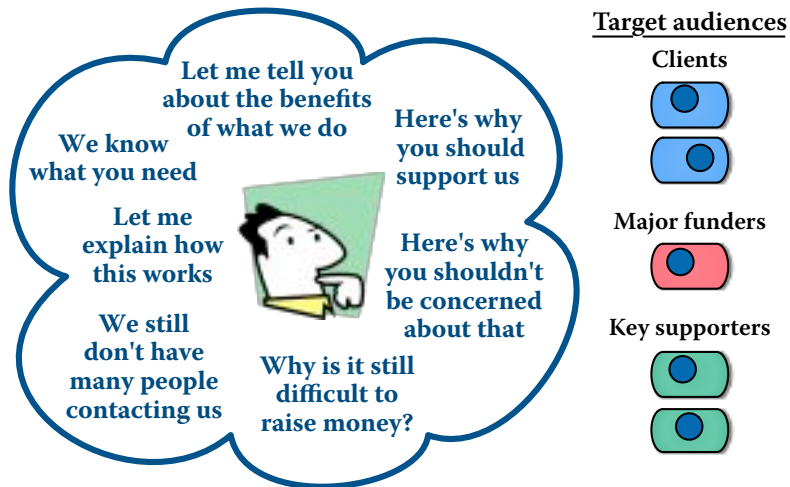 Let me tell you
about the benefits
of what we do
We know
what you need
Here's why
you should
support us
Let me
explain how
this works
Here's why
you shouldn't
be concerned
about that
We still
don't have
many people
contacting us
Why is it still
difficult to
raise money?
Target audiences
Clients
Major funders
Key supporters